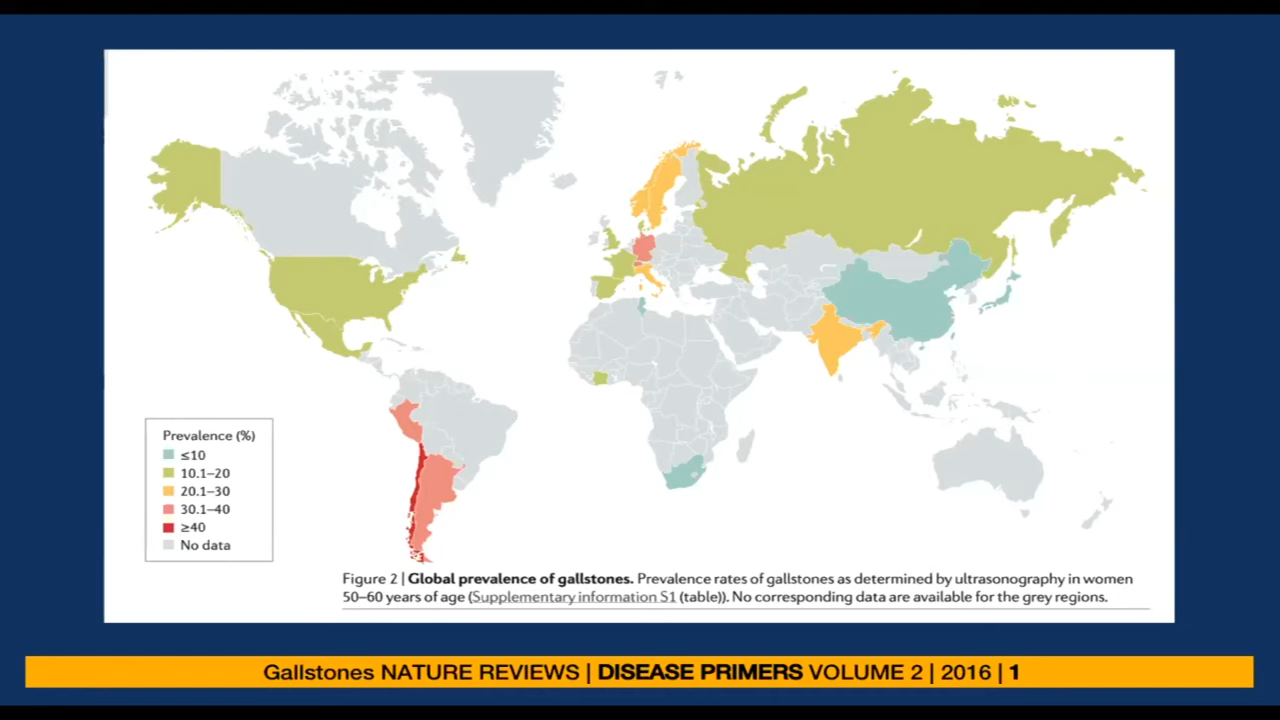 Prevalence (%)
≤10
10.1–20
20.1–30
30.1–40
≥40
No data
Figure 2 | Global prevalence of gallstones. Prevalence rates of gallstones as determined by ultrasonography in women
50–60 years of age (Supplementary information S1 (table)). No corresponding data are available for the grey regions.
Gallstones NATURE REVIEWS | DISEASE PRIMERS VOLUME 2 | 2016 | 1